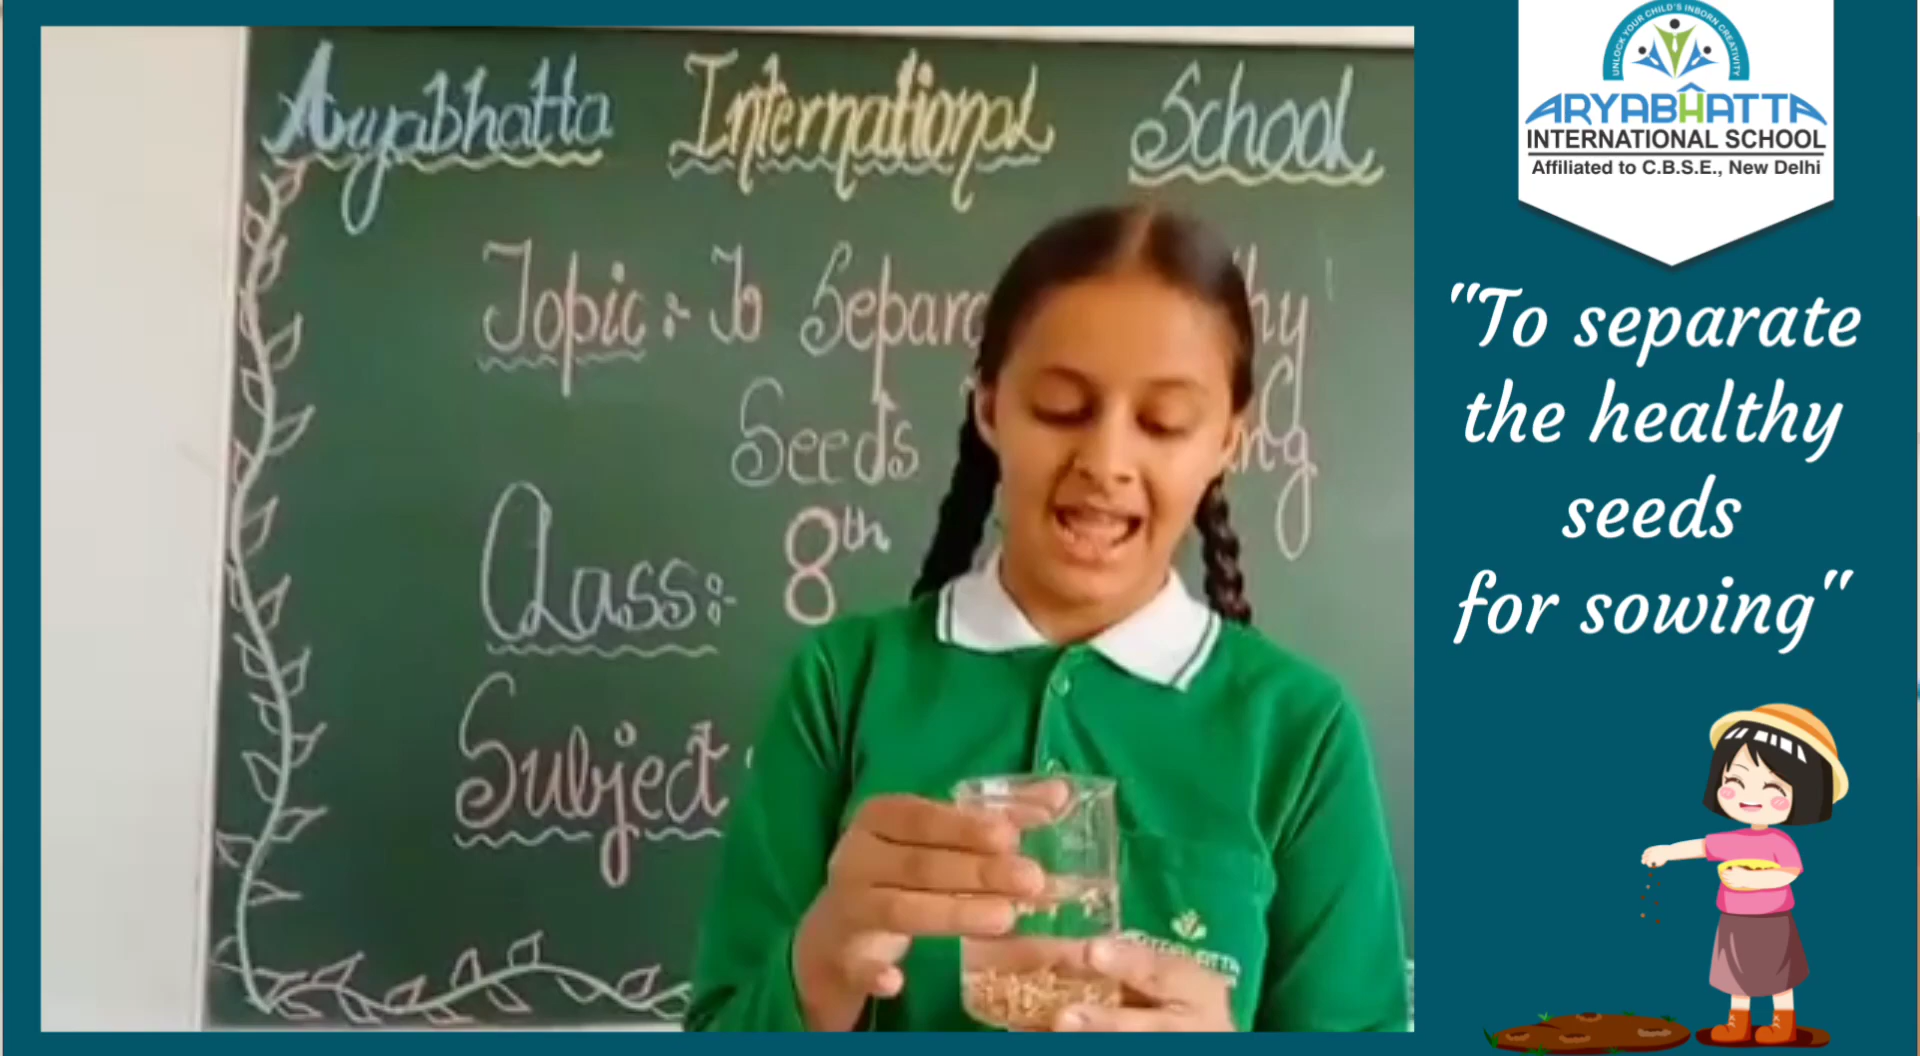 Aryabhatta International School
Topic:- To
Seeds
Class:- 8th
Subject
UNLOCK YOUR CHILD'S INBORN CREATIVITY
ARYABHATTA
INTERNATIONAL SCHOOL
Affiliated to C.B.S.E., New Delhi
"To separate
the healthy
seeds
for sowing"